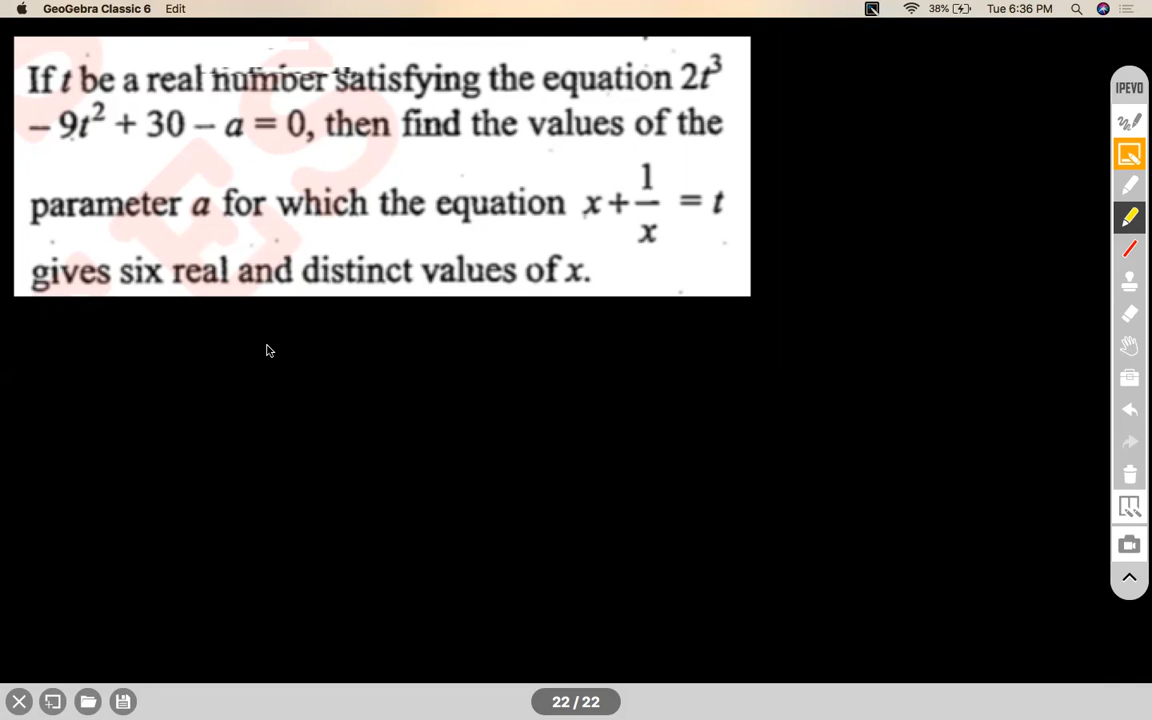 GeoGebra Classic 6 Edit 38% Tue 6:36 PM
If t be a real number satisfying the equation 2t³
– 9t² + 30 – a = 0, then find the values of the
parameter a for which the equation x + 1/x = t
gives six real and distinct values of x.
IPEVO
22 / 22